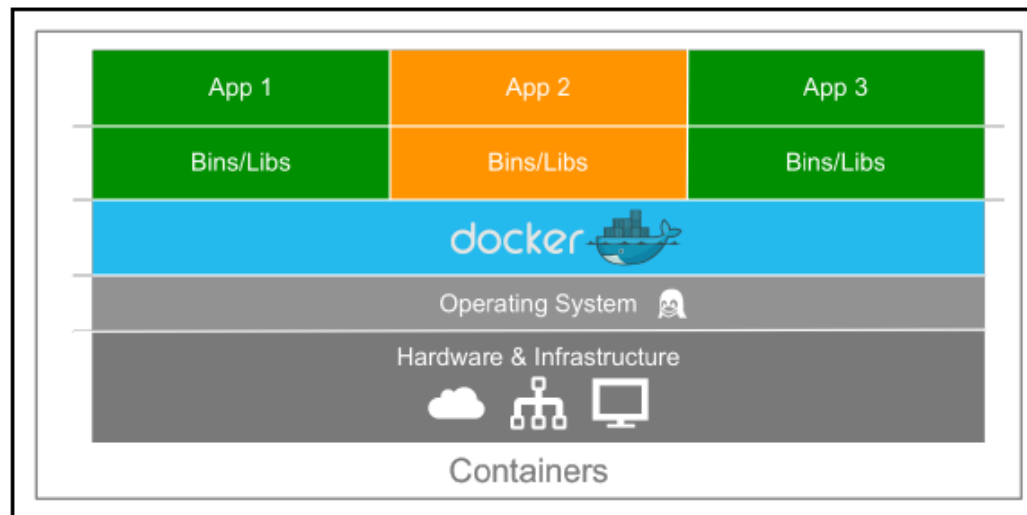 App 1 App 2 App 3
Bins/Libs Bins/Libs Bins/Libs
docker
Operating System
Hardware & Infrastructure
Containers